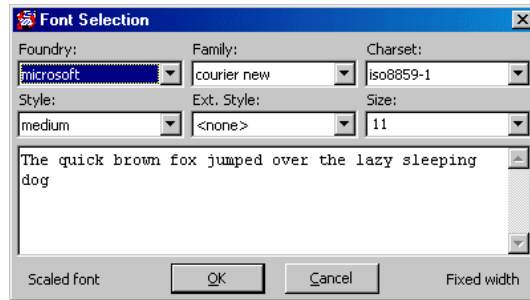 Font Selection
Foundry: Family: Charset:
microsoft courier new iso8859-1
Style: Ext. Style: Size:
medium <none> 11
The quick brown fox jumped over the lazy sleeping
dog
Scaled font OK Cancel Fixed width